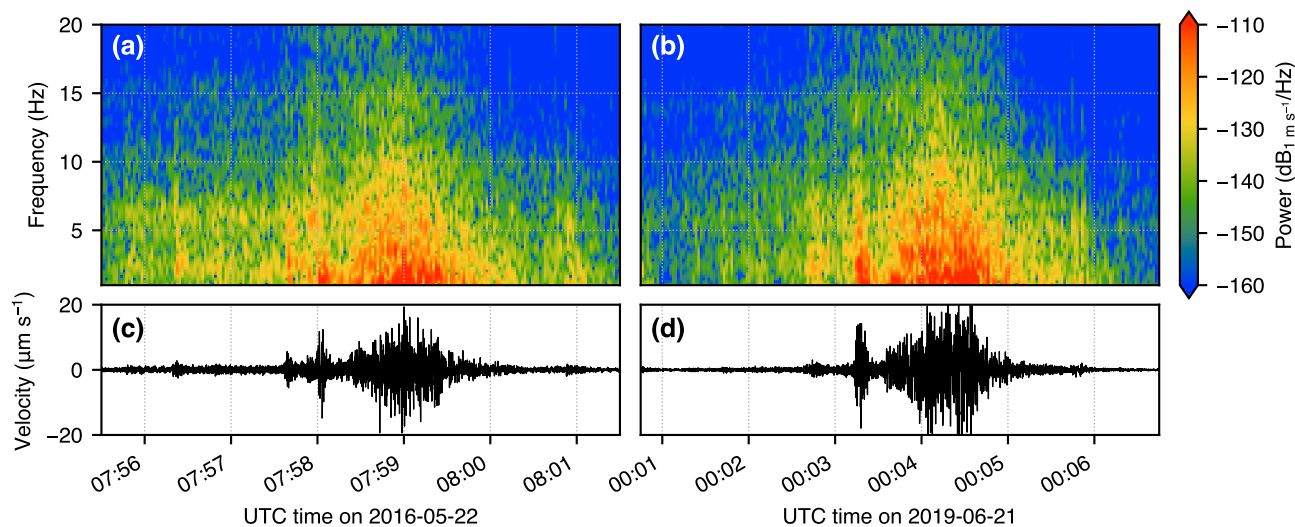 (a)
(b)
20
15
10
5
Frequency (Hz)
−110
−120
−130
−140
−150
−160
Power (dB₁ ₘ ₛ₋₁/Hz)
(c)
(d)
20
0
−20
Velocity (µm s⁻¹)
07:56 07:57 07:58 07:59 08:00 08:01
00:01 00:02 00:03 00:04 00:05 00:06
UTC time on 2016-05-22
UTC time on 2019-06-21